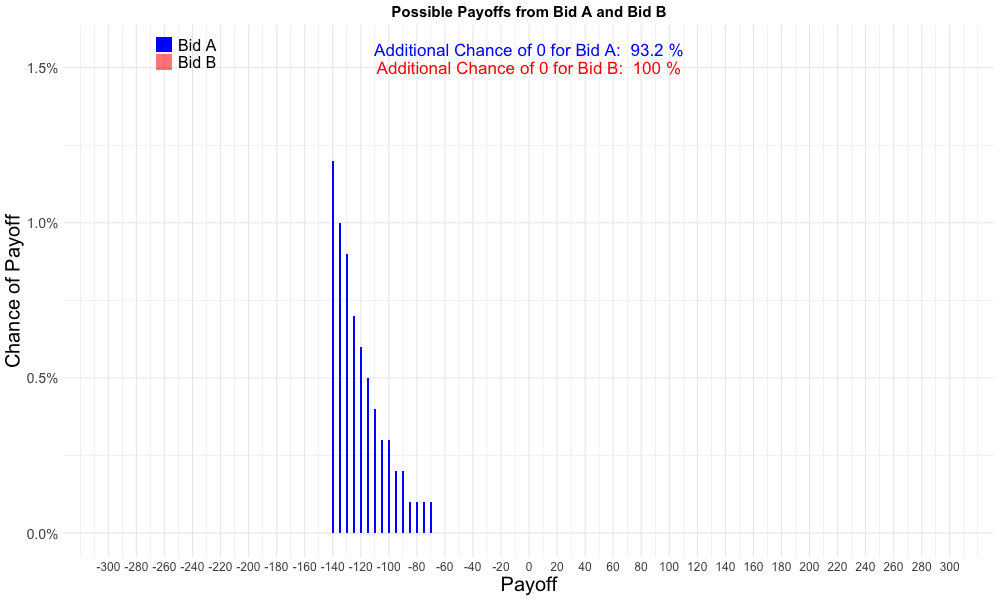 Possible Payoffs from Bid A and Bid B
Bid A
Bid B
Additional Chance of 0 for Bid A:  93.2 %
Additional Chance of 0 for Bid B:  100 %
Chance of Payoff
1.5%
1.0%
0.5%
0.0%
-300 -280 -260 -240 -220 -200 -180 -160 -140 -120 -100 -80 -60 -40 -20 0 20 40 60 80 100 120 140 160 180 200 220 240 260 280 300
Payoff